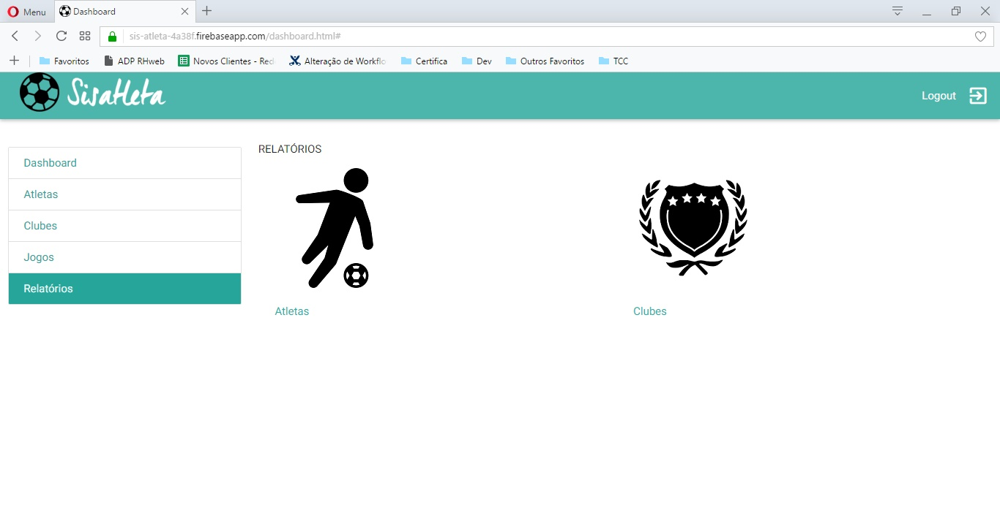 Menu
Dashboard
sis-atleta-4a38f.firebaseapp.com/dashboard.html#
Favoritos
ADP RHweb
Novos Clientes - Red
Alteração de Workflo
Certifica
Dev
Outros Favoritos
TCC
Sisatleta
Logout
Dashboard
Atletas
Clubes
Jogos
Relatórios
RELATÓRIOS
Atletas
Clubes